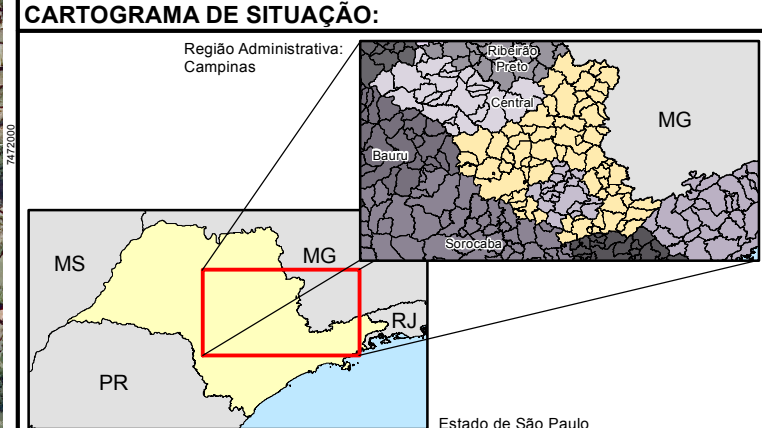 CARTOGRAMA DE SITUAÇÃO:
Região Administrativa:
Campinas
Ribeirão
Preto
Central
MG
Bauru
Sorocaba
7472000
MS
MG
RJ
PR
Estado de São Paulo